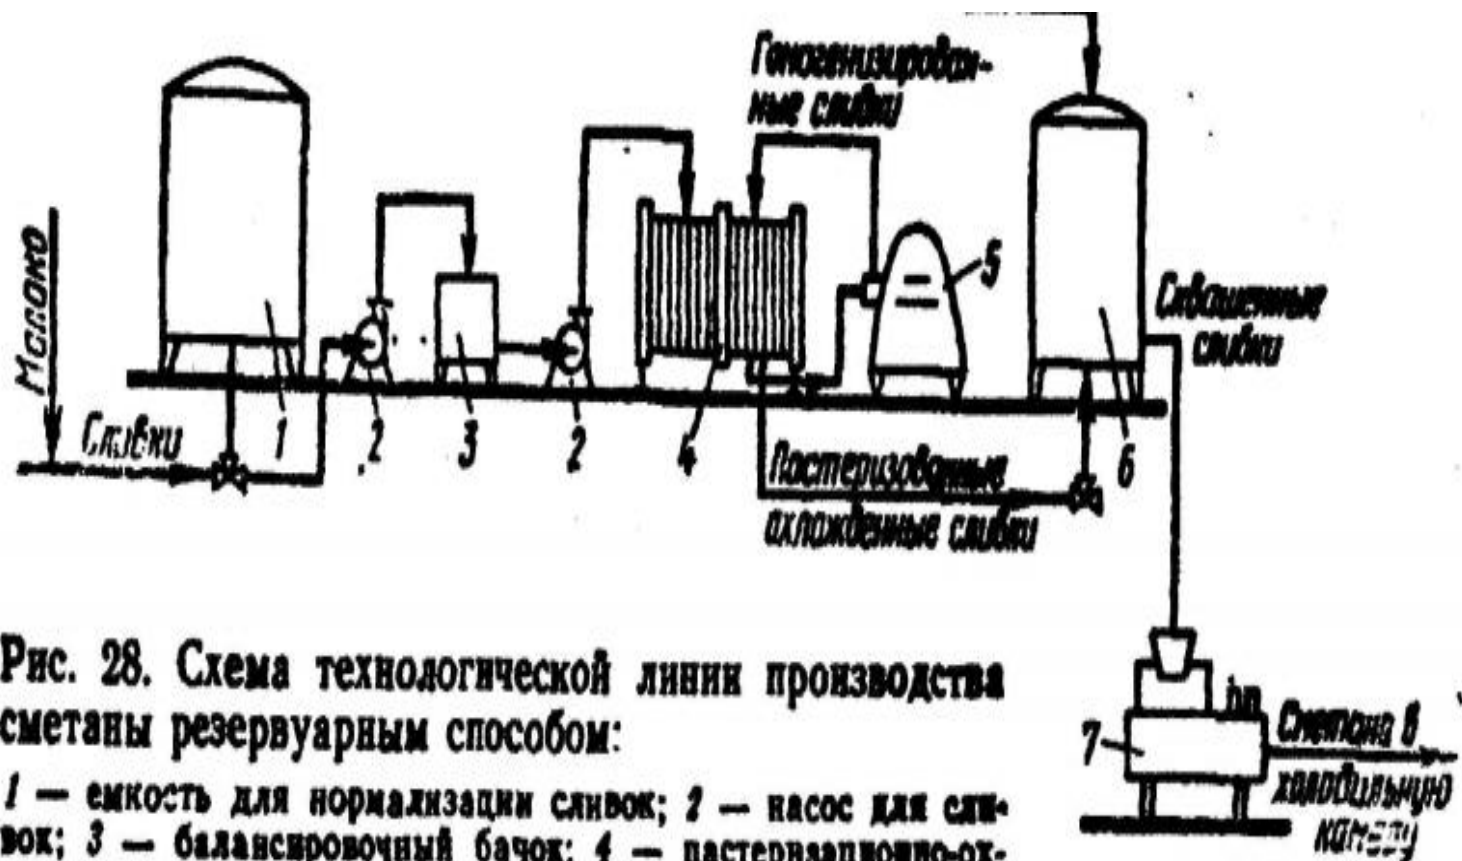 Гомогенизирован-
ные сливки
Молоко
Сливки
1
2
3
2
4
5
6
Сквашенные
сливки
Пастеризованные
охлажденные сливки
7
Сметана в
холодильную
камеру
Рис. 28. Схема технологической линии производства
сметаны резервуарным способом:
1 — емкость для нормализации сливок; 2 — насос для сли-
вок; 3 — балансировочный бачок; 4 — пастеризационно-ох-